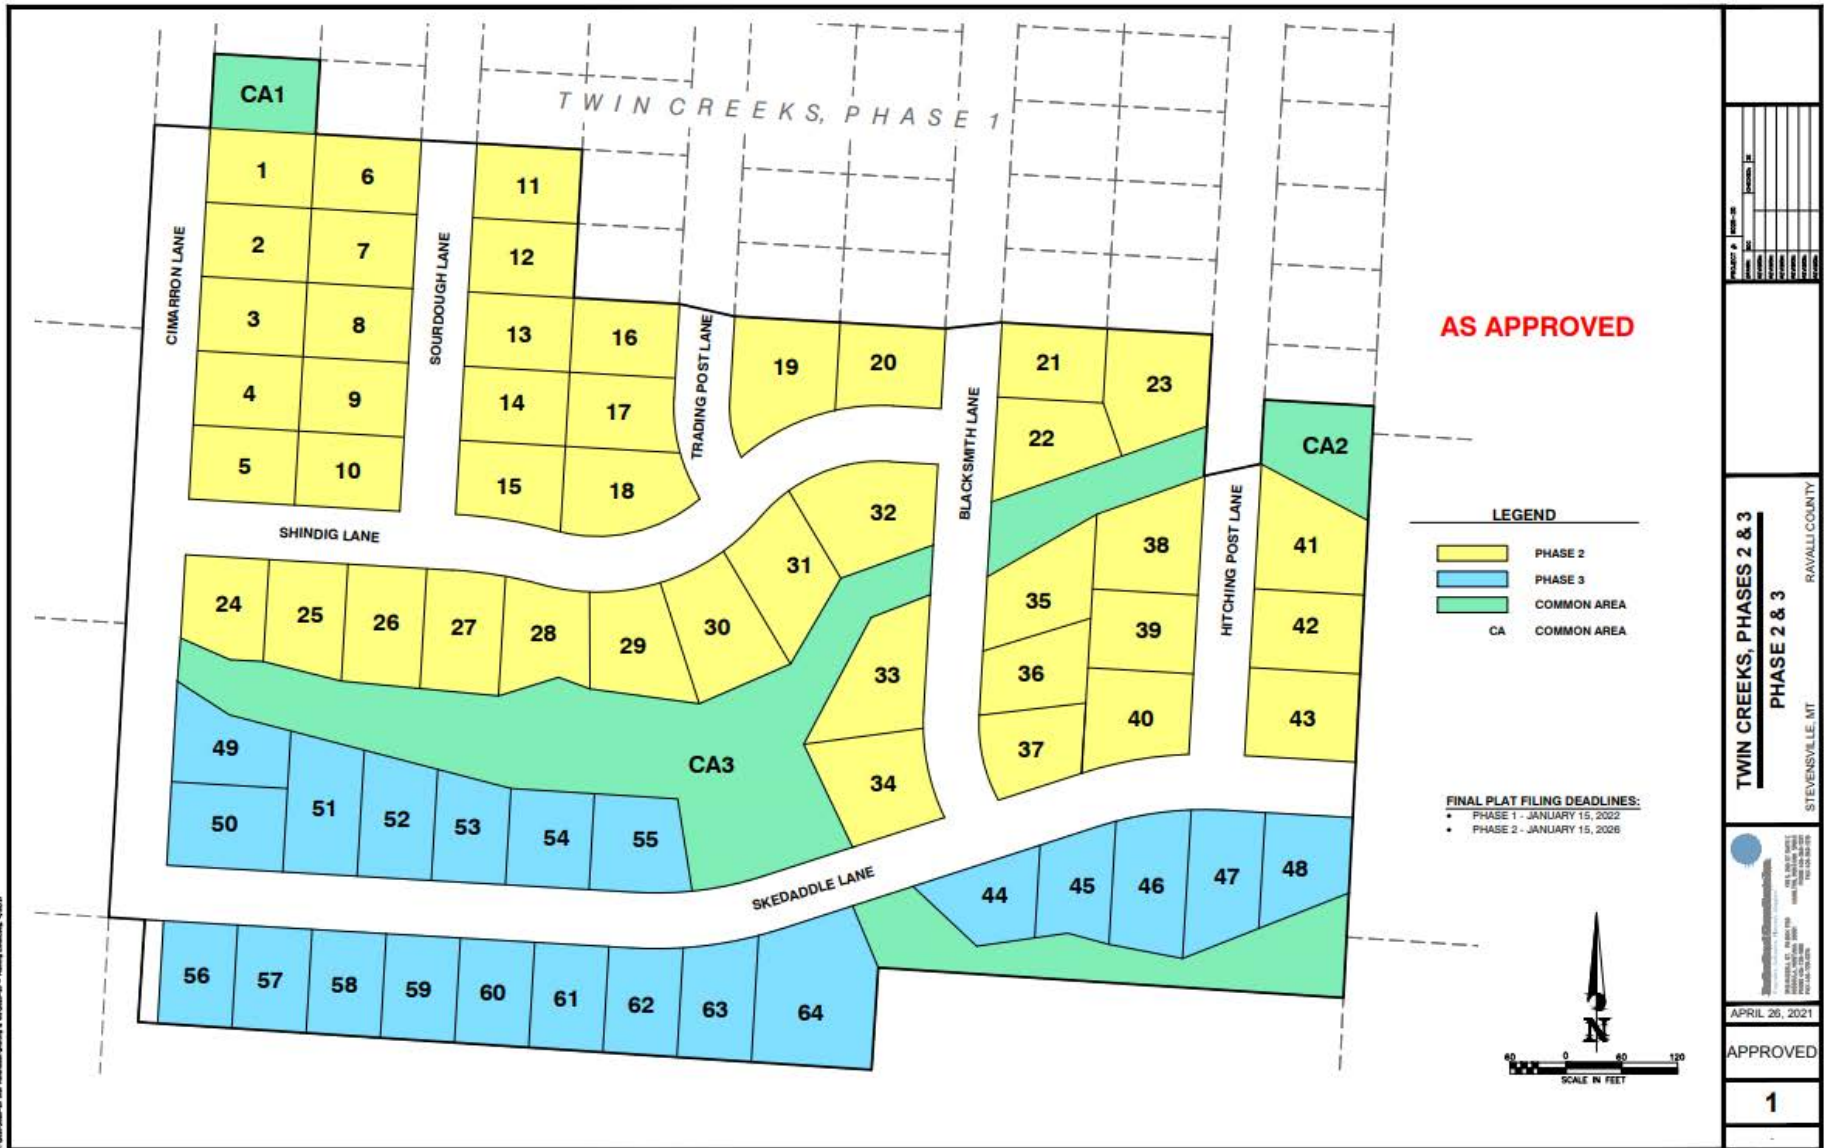 TWIN CREEKS, PHASE 1
CA1
1
6
11
2
7
12
3
8
13
16
4
9
14
17
5
10
15
18
19
20
21
23
22
CA2
CIMARRON LANE
SOURDOUGH LANE
TRADING POST LANE
BLACKSMITH LANE
HITCHING POST LANE
SHINDIG LANE
24
25
26
27
28
29
30
31
32
33
34
35
36
37
38
39
40
41
42
43
CA3
49
50
51
52
53
54
55
SKEDADDLE LANE
44
45
46
47
48
56
57
58
59
60
61
62
63
64
AS APPROVED
LEGEND
PHASE 2
PHASE 3
COMMON AREA
CA COMMON AREA
FINAL PLAT FILING DEADLINES:
• PHASE 1 - JANUARY 15, 2022
• PHASE 2 - JANUARY 15, 2026
N
60 0 60 120
SCALE IN FEET
TWIN CREEKS, PHASES 2 & 3
PHASE 2 & 3
STEVENSVILLE, MT
RAVALLI COUNTY
APRIL 26, 2021
APPROVED
1